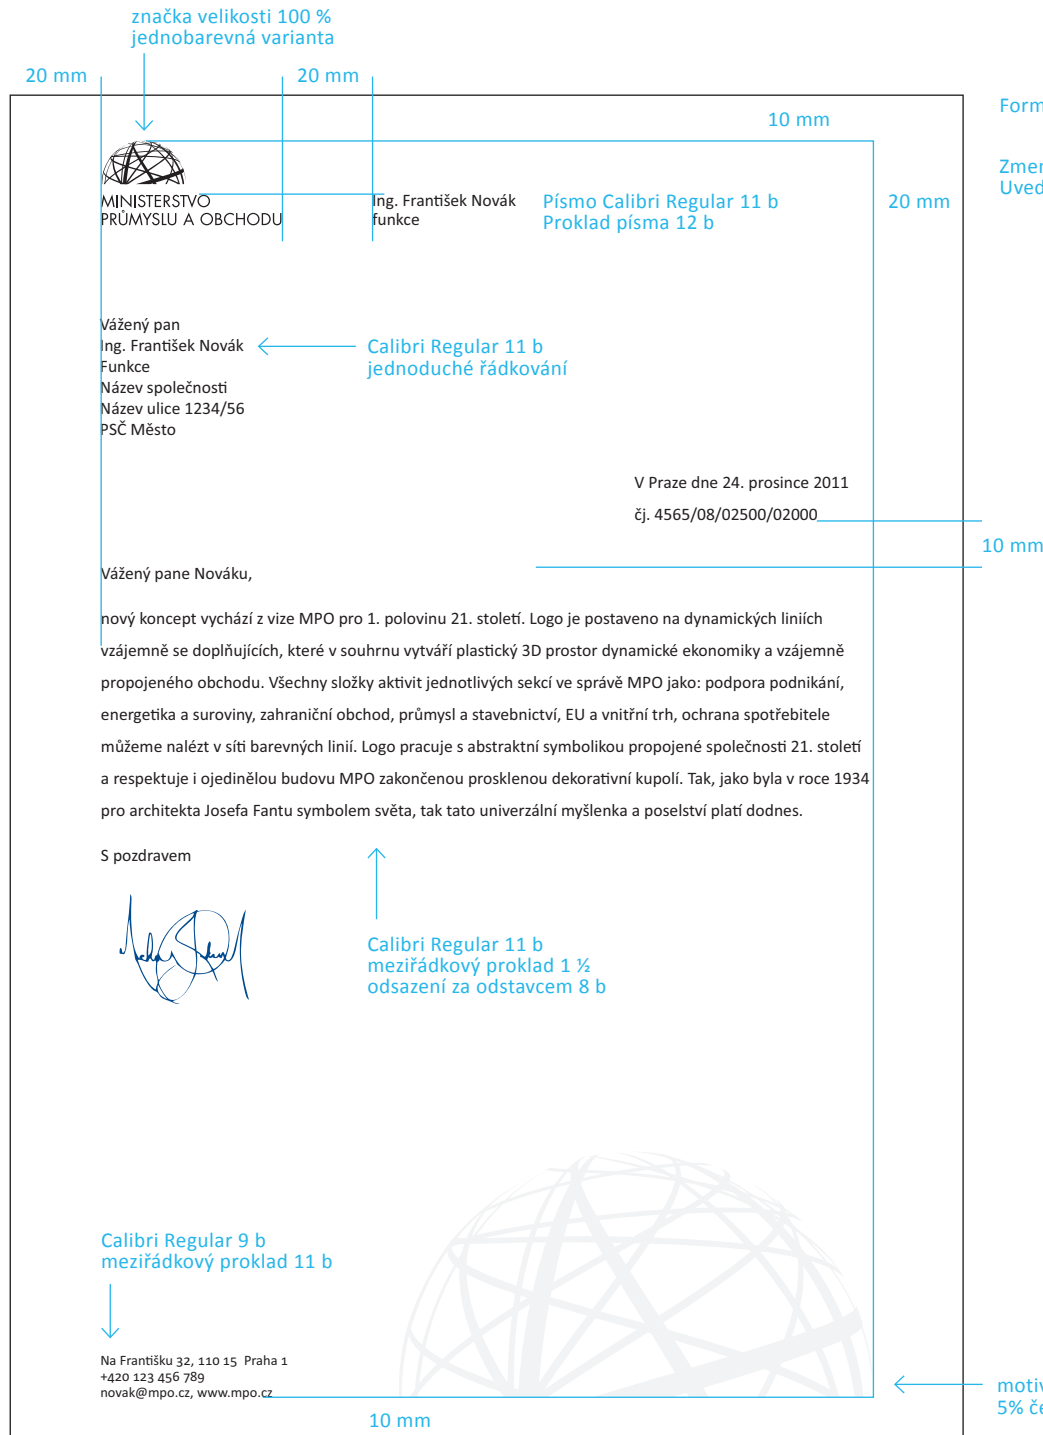 značka velikosti 100 %
jednobarevná varianta
20 mm
20 mm
10 mm
Form
Zmen
Uved
MINISTERSTVO
PRŮMYSLU A OBCHODU
Ing. František Novák
funkce
Písmo Calibri Regular 11 b
Proklad písma 12 b
20 mm
Vážený pan
Ing. František Novák
Funkce
Název společnosti
Název ulice 1234/56
PSČ Město
Calibri Regular 11 b
jednoduché řádkování
V Praze dne 24. prosince 2011
čj. 4565/08/02500/02000
10 mm
Vážený pane Nováku,
nový koncept vychází z vize MPO pro 1. polovinu 21. století. Logo je postaveno na dynamických liniích
vzájemně se doplňujících, které v souhrnu vytváří plastický 3D prostor dynamické ekonomiky a vzájemně
propojeného obchodu. Všechny složky aktivit jednotlivých sekcí ve správě MPO jako: podpora podnikání,
energetika a suroviny, zahraniční obchod, průmysl a stavebnictví, EU a vnitřní trh, ochrana spotřebitele
můžeme nalézt v síti barevných linií. Logo pracuje s abstraktní symbolikou propojené společnosti 21. století
a respektuje i ojedinělou budovu MPO zakončenou prosklenou dekorativní kupolí. Tak, jako byla v roce 1934
pro architekta Josefa Fantu symbolem světa, tak tato univerzální myšlenka a poselství platí dodnes.
S pozdravem
Calibri Regular 11 b
meziřádkový proklad 1 ½
odsazení za odstavcem 8 b
Calibri Regular 9 b
meziřádkový proklad 11 b
Na Františku 32, 110 15 Praha 1
+420 123 456 789
novak@mpo.cz, www.mpo.cz
10 mm
motiv
5% če